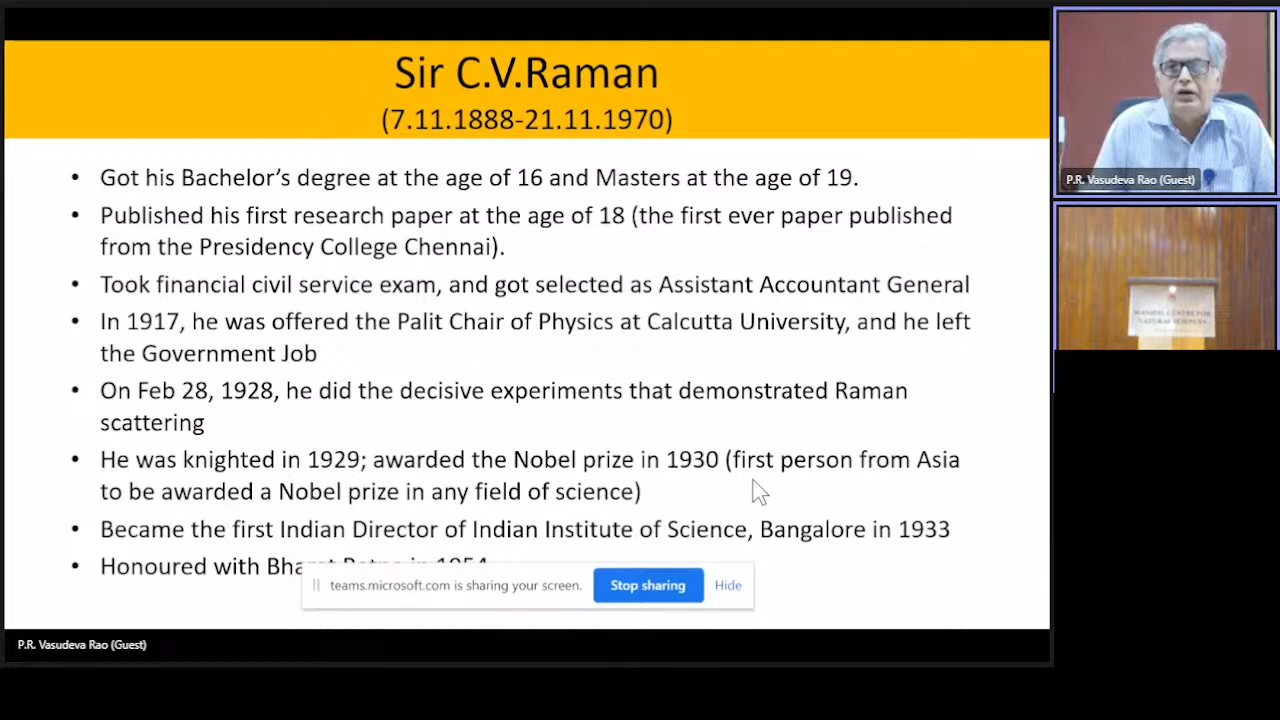 Sir C.V.Raman
(7.11.1888-21.11.1970)
• Got his Bachelor's degree at the age of 16 and Masters at the age of 19.
• Published his first research paper at the age of 18 (the first ever paper published
from the Presidency College Chennai).
• Took financial civil service exam, and got selected as Assistant Accountant General
• In 1917, he was offered the Palit Chair of Physics at Calcutta University, and he left
the Government Job
• On Feb 28, 1928, he did the decisive experiments that demonstrated Raman
scattering
• He was knighted in 1929; awarded the Nobel prize in 1930 (first person from Asia
to be awarded a Nobel prize in any field of science)
• Became the first Indian Director of Indian Institute of Science, Bangalore in 1933
• Honoured with
teams.microsoft.com is sharing your screen.
Stop sharing
Hide
P.R. Vasudeva Rao (Guest)
P.R. Vasudeva Rao (Guest)
MANIPAL CENTRE FOR
NATURAL SCIENCES